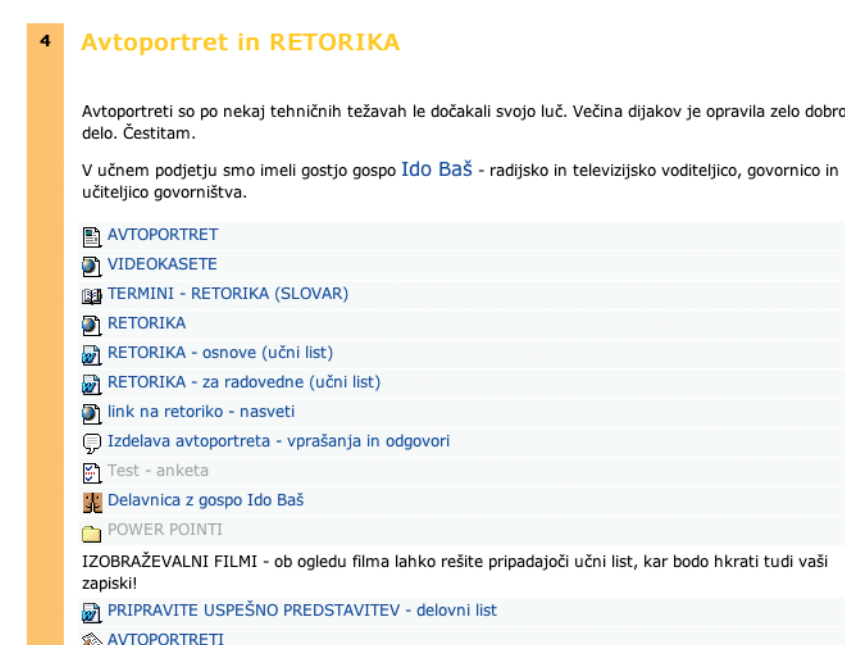 4 Avtoportret in RETORIKA
Avtoportreti so po nekaj tehničnih težavah le dočakali svojo luč. Večina dijakov je opravila zelo dobro
delo. Čestitam.
V učnem podjetju smo imeli gostjo gospo Ido Baš - radijsko in televizijsko voditeljico, govornico in
učiteljico govorništva.
AVTOPORTRET
VIDEOKASETE
TERMINI - RETORIKA (SLOVAR)
RETORIKA
RETORIKA - osnove (učni list)
RETORIKA - za radovedne (učni list)
link na retoriko - nasveti
Izdelava avtoportreta - vprašanja in odgovori
Test - anketa
Delavnica z gospo Ido Baš
POWER POINTI
IZOBRAŽEVALNI FILMI - ob ogledu filma lahko rešite pripadajoči učni list, kar bodo hkrati tudi vaši
zapiski!
PRIPRAVITE USPEŠNO PREDSTAVITEV - delovni list
AVTOPORTRETI